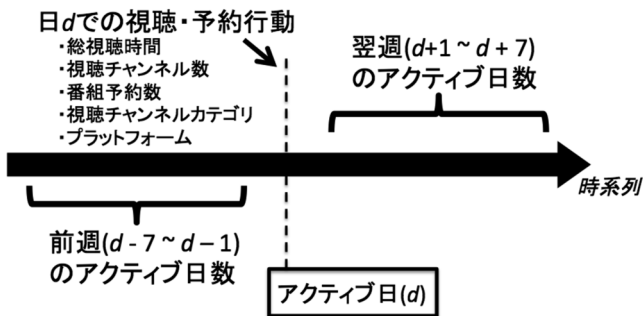 日dでの視聴・予約行動
・総視聴時間
・視聴チャンネル数
・番組予約数
・視聴チャンネルカテゴリ
・プラットフォーム
翌週(d+1 ~ d + 7)
のアクティブ日数
時系列
前週(d - 7 ~ d – 1)
のアクティブ日数
アクティブ日(d)